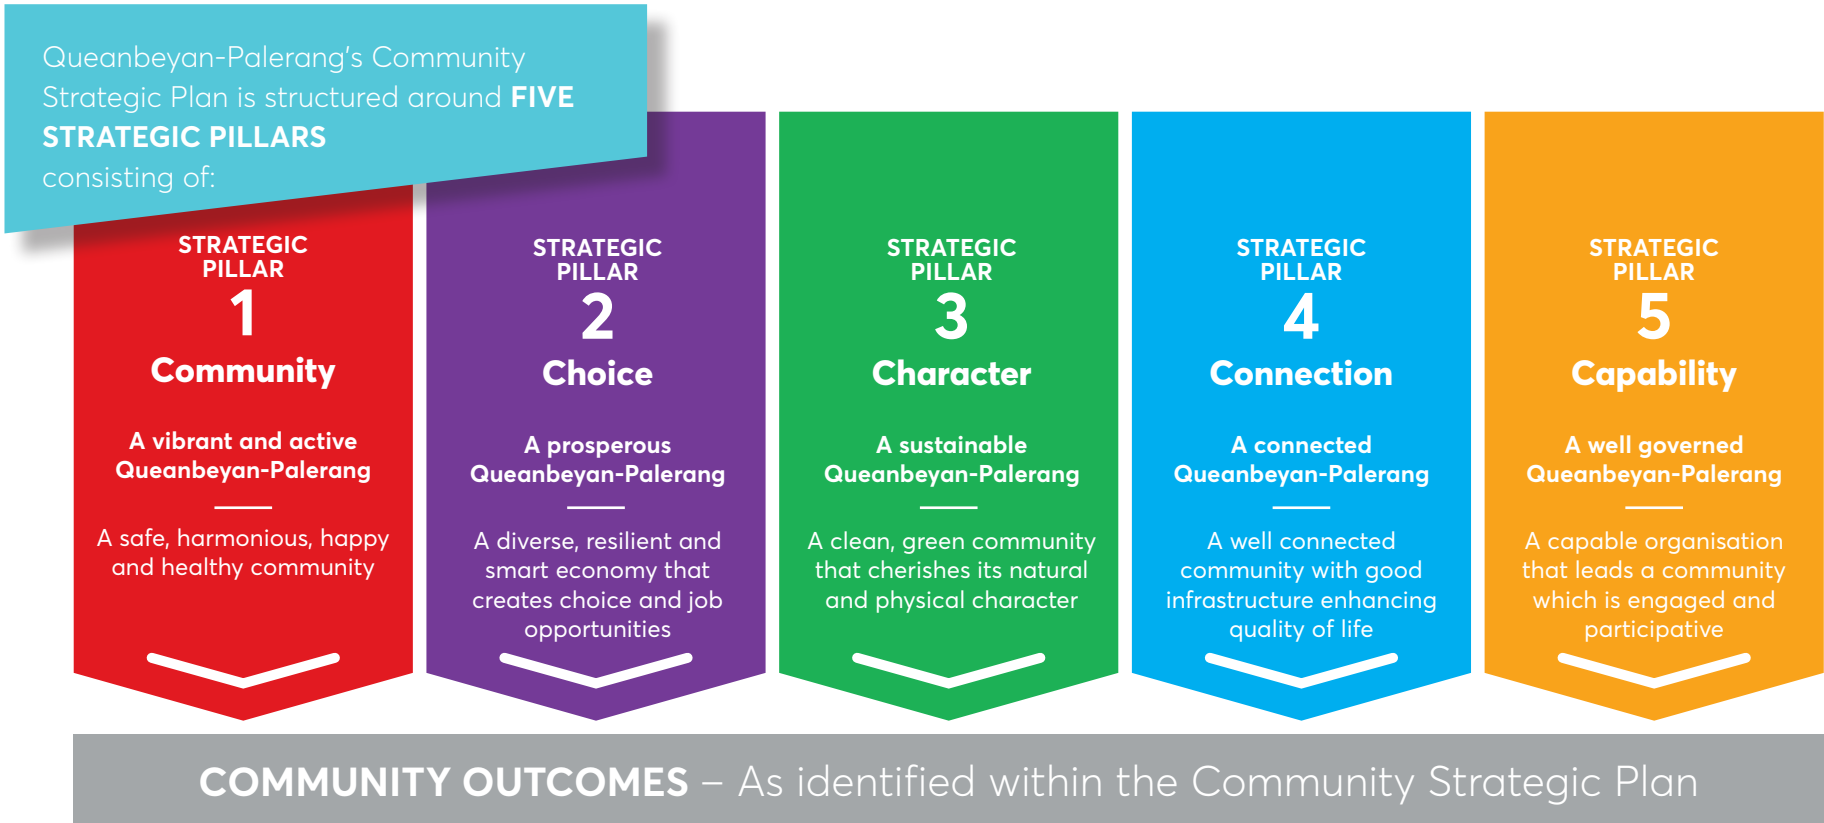 Queanbeyan-Palerang's Community
Strategic Plan is structured around FIVE
STRATEGIC PILLARS
consisting of:
STRATEGIC
PILLAR
1
Community
A vibrant and active
Queanbeyan-Palerang
A safe, harmonious, happy
and healthy community
STRATEGIC
PILLAR
2
Choice
A prosperous
Queanbeyan-Palerang
A diverse, resilient and
smart economy that
creates choice and job
opportunities
STRATEGIC
PILLAR
3
Character
A sustainable
Queanbeyan-Palerang
A clean, green community
that cherishes its natural
and physical character
STRATEGIC
PILLAR
4
Connection
A connected
Queanbeyan-Palerang
A well connected
community with good
infrastructure enhancing
quality of life
STRATEGIC
PILLAR
5
Capability
A well governed
Queanbeyan-Palerang
A capable organisation
that leads a community
which is engaged and
participative
COMMUNITY OUTCOMES – As identified within the Community Strategic Plan